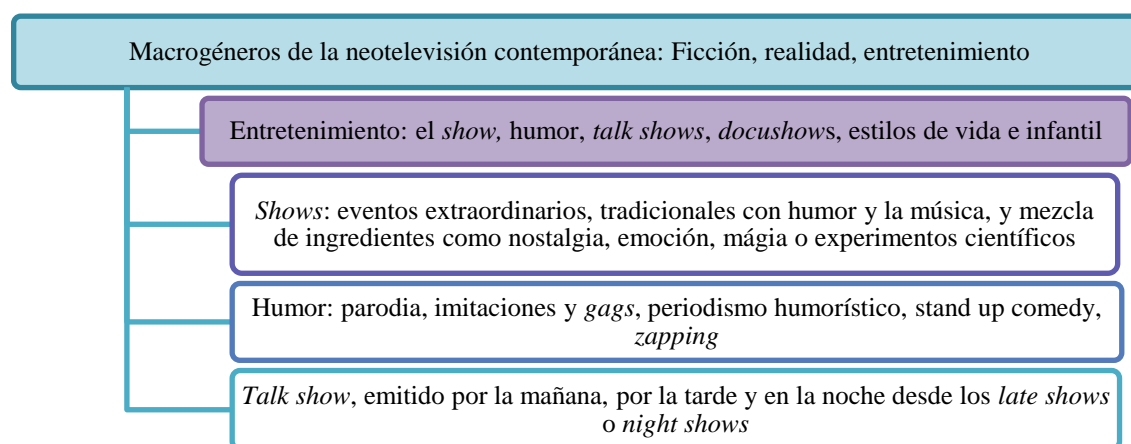 Macrogéneros de la neotelevisión contemporánea: Ficción, realidad, entretenimiento
Entretenimiento: el show, humor, talk shows, docushows, estilos de vida e infantil
Shows: eventos extraordinarios, tradicionales con humor y la música, y mezcla
de ingredientes como nostalgia, emoción, mágia o experimentos científicos
Humor: parodia, imitaciones y gags, periodismo humorístico, stand up comedy,
zapping
Talk show, emitido por la mañana, por la tarde y en la noche desde los late shows
o night shows